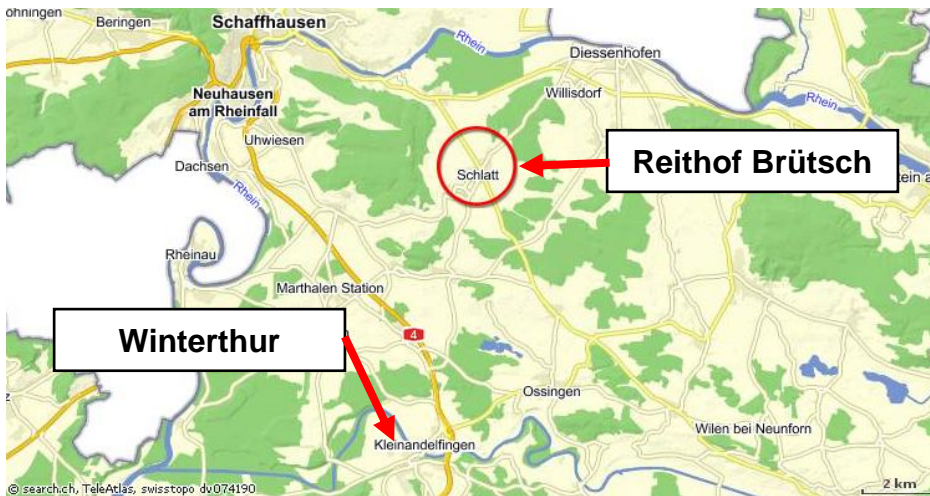 ohningen
Beringen
Schaffhausen
Rhein
Diessenhofen
Neuhausen
am Rheinfall
Willisdorf
Rhein
Uhwiesen
Dachsen
Schlatt
Reithof Brütsch
tein a
Rhein
Rheinau
Marthalen Station
Winterthur
4
Ossingen
Kleinandelfingen
Wilen bei Neunforn
z
© search.ch, TeleAtlas, swisstopo dv074190
2 km